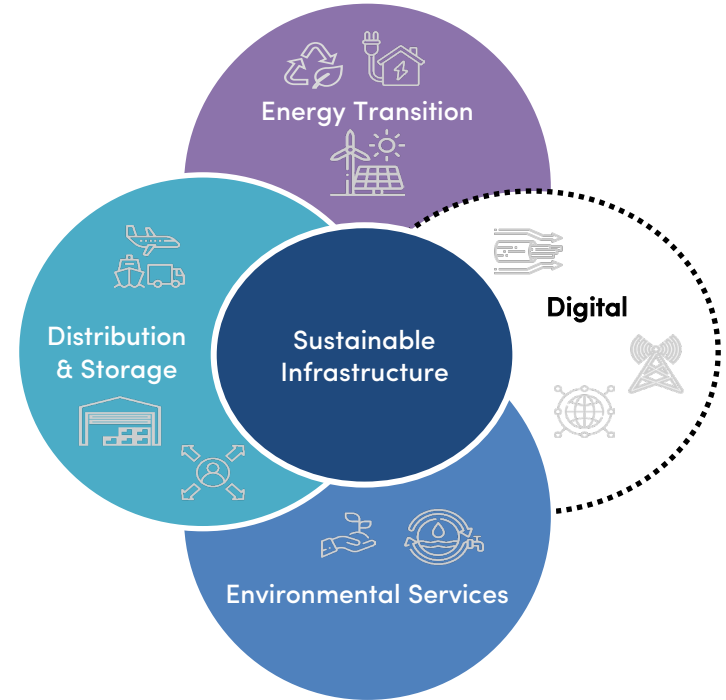 Energy Transition
Distribution
& Storage
Sustainable
Infrastructure
Digital
Environmental Services